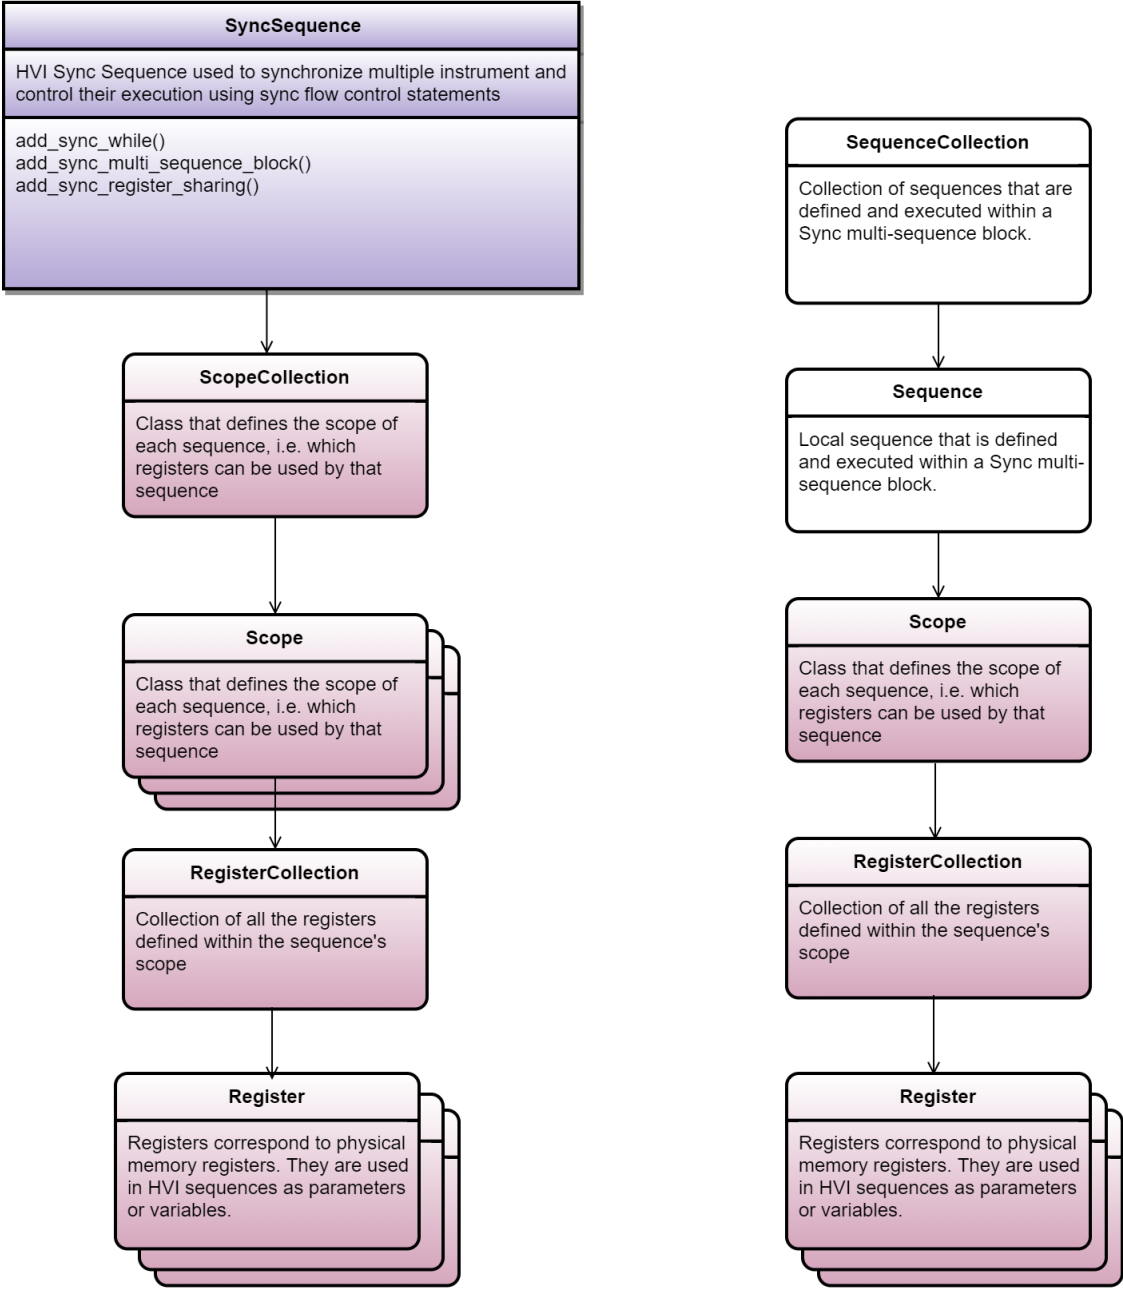 SyncSequence
HVI Sync Sequence used to synchronize multiple instrument and
control their execution using sync flow control statements
add_sync_while()
add_sync_multi_sequence_block()
add_sync_register_sharing()
ScopeCollection
Class that defines the scope of
each sequence, i.e. which
registers can be used by that
sequence
Scope
Class that defines the scope of
each sequence, i.e. which
registers can be used by that
sequence
RegisterCollection
Collection of all the registers
defined within the sequence's
scope
Register
Registers correspond to physical
memory registers. They are used
in HVI sequences as parameters
or variables.
SequenceCollection
Collection of sequences that are
defined and executed within a
Sync multi-sequence block.
Sequence
Local sequence that is defined
and executed within a Sync multi-
sequence block.
Scope
Class that defines the scope of
each sequence, i.e. which
registers can be used by that
sequence
RegisterCollection
Collection of all the registers
defined within the sequence's
scope
Register
Registers correspond to physical
memory registers. They are used
in HVI sequences as parameters
or variables.